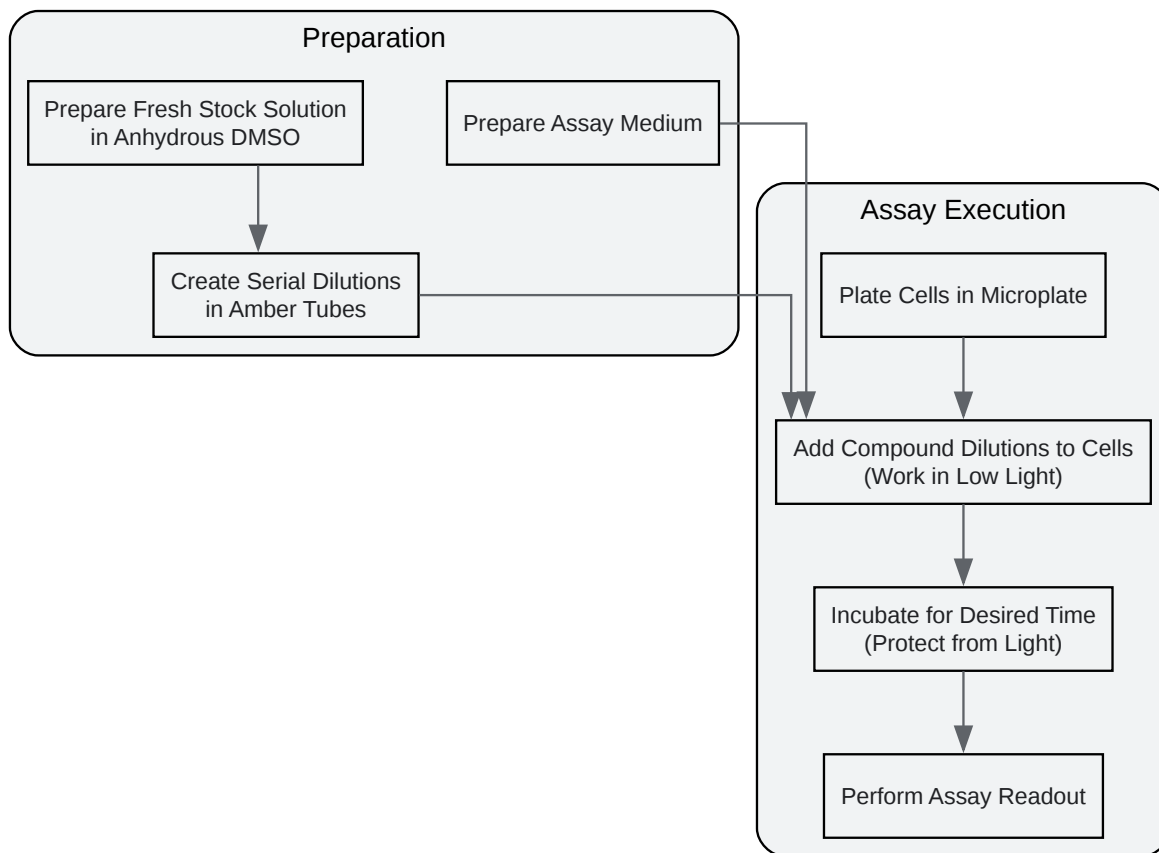 Preparation
Prepare Fresh Stock Solution
in Anhydrous DMSO
Prepare Assay Medium
Create Serial Dilutions
in Amber Tubes
Assay Execution
Plate Cells in Microplate
Add Compound Dilutions to Cells
(Work in Low Light)
Incubate for Desired Time
(Protect from Light)
Perform Assay Readout